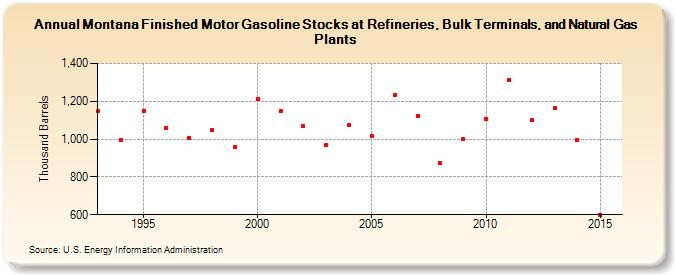 Annual Montana Finished Motor Gasoline Stocks at Refineries, Bulk Terminals, and Natural Gas
Plants
Thousand Barrels
1,400
1,200
1,000
800
600
1995
2000
2005
2010
2015
Source: U.S. Energy Information Administration